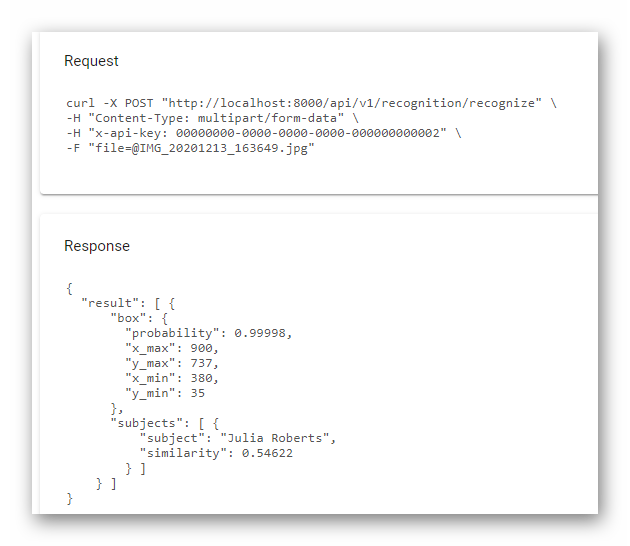 Request
curl -X POST "http://localhost:8000/api/v1/recognition/recognize" \
-H "Content-Type: multipart/form-data" \
-H "x-api-key: 00000000-0000-0000-0000-000000000002" \
-F "file=@IMG_20201213_163649.jpg"
Response
{
"result": [ {
"box": {
"probability": 0.99998,
"x_max": 900,
"y_max": 737,
"x_min": 380,
"y_min": 35
},
"subjects": [ {
"subject": "Julia Roberts",
"similarity": 0.54622
} ]
} ]
}